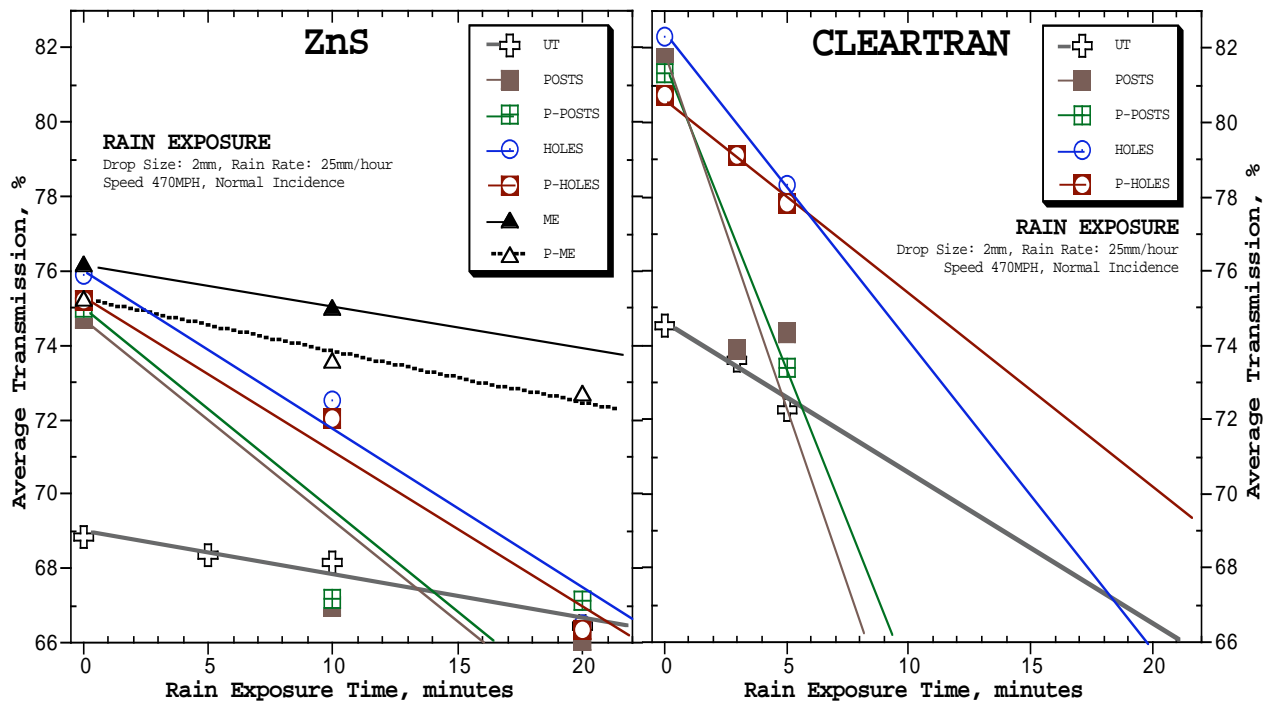 ZnS
UT
POSTS
P-POSTS
HOLES
P-HOLES
ME
P-ME
RAIN EXPOSURE
Drop Size: 2mm, Rain Rate: 25mm/hour
Speed 470MPH, Normal Incidence
Average Transmission, %
82
80
78
76
74
72
70
68
66
0
5
10
15
20
Rain Exposure Time, minutes
CLEARTRAN
UT
POSTS
P-POSTS
HOLES
P-HOLES
RAIN EXPOSURE
Drop Size: 2mm, Rain Rate: 25mm/hour
Speed 470MPH, Normal Incidence
82
80
78
76
74
72
70
68
66
Average Transmission, %
0
5
10
15
20
Rain Exposure Time, minutes